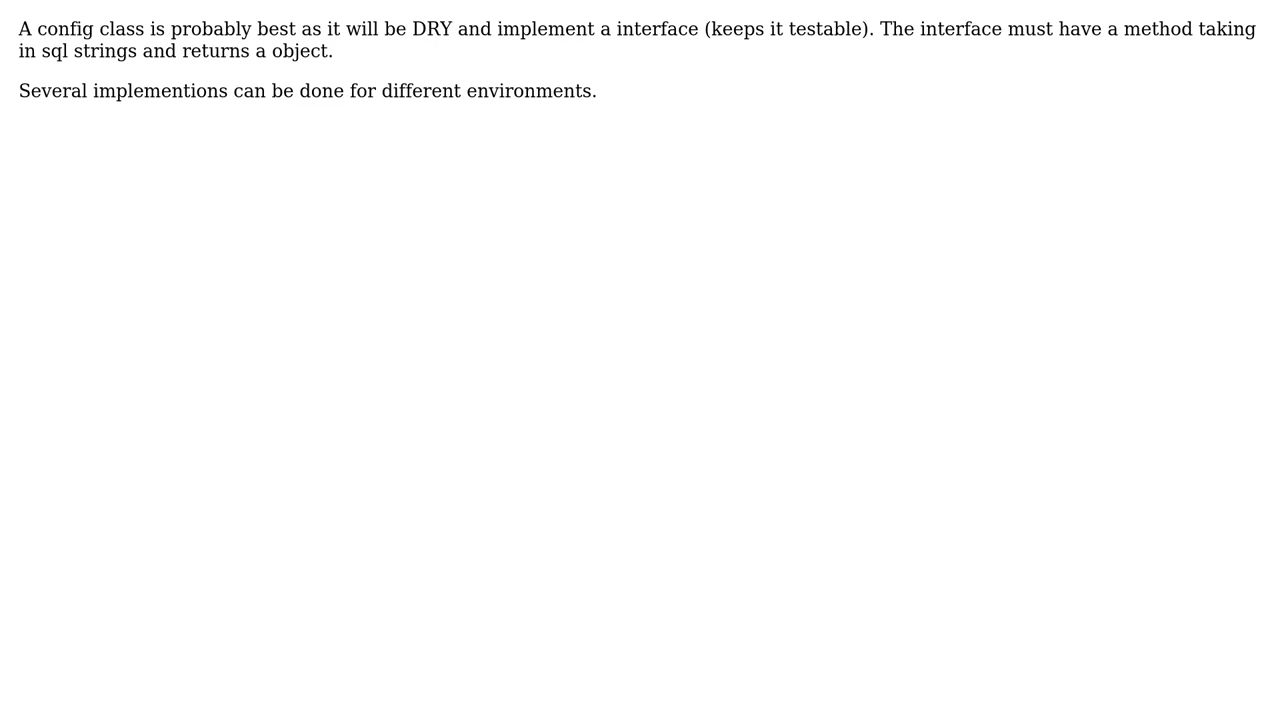 A config class is probably best as it will be DRY and implement a interface (keeps it testable). The interface must have a method taking
in sql strings and returns a object.
Several implementions can be done for different environments.